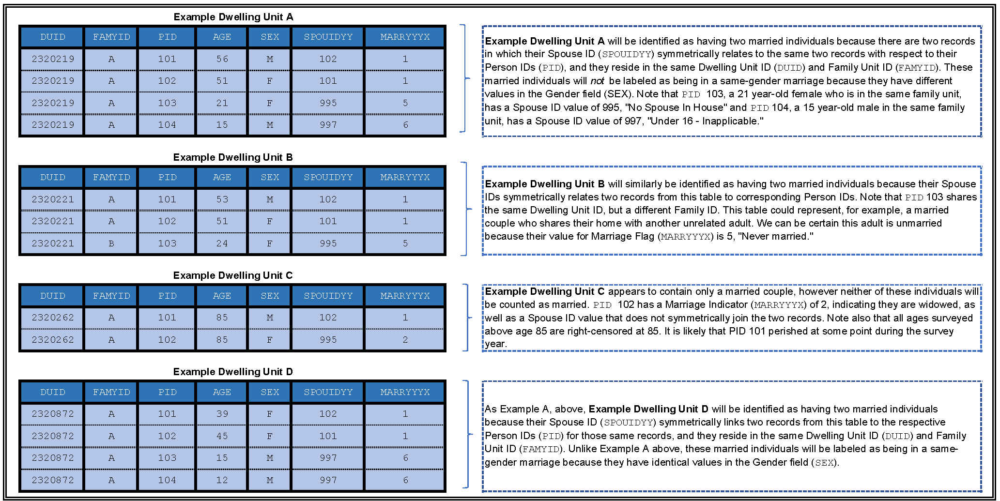 Example Dwelling Unit A
DUID FAMYID PID AGE SEX SPOUIDYY MARRYYYX
2320219 A 101 56 M 102 1
2320219 A 102 51 F 101 1
2320219 A 103 21 F 995 5
2320219 A 104 15 M 997 6
Example Dwelling Unit A will be identified as having two married individuals because there are two records
in which their Spouse ID (SPOUIDYY) symmetrically relates to the same two records with respect to their
Person IDs (PID), and they reside in the same Dwelling Unit ID (DUID) and Family Unit ID (FAMYID). These
married individuals will not be labeled as being in a same-gender marriage because they have different
values in the Gender field (SEX). Note that PID 103, a 21 year-old female who is in the same family unit,
has a Spouse ID value of 995, "No Spouse In House" and PID 104, a 15 year-old male in the same family
unit, has a Spouse ID value of 997, "Under 16 - Inapplicable."
Example Dwelling Unit B
DUID FAMYID PID AGE SEX SPOUIDYY MARRYYYX
2320221 A 101 53 M 102 1
2320221 A 102 51 F 101 1
2320221 B 103 24 F 995 5
Example Dwelling Unit B will similarly be identified as having two married individuals because their Spouse
IDs symmetrically relates two records from this table to corresponding Person IDs. Note that PID 103 shares
the same Dwelling Unit ID, but a different Family ID. This table could represent, for example, a married
couple who shares their home with another unrelated adult. We can be certain this adult is unmarried
because their value for Marriage Flag (MARRYYYX) is 5, "Never married."
Example Dwelling Unit C
DUID FAMYID PID AGE SEX SPOUIDYY MARRYYYX
2320262 A 101 85 M 102 1
2320262 A 102 85 F 995 2
Example Dwelling Unit C appears to contain only a married couple, however neither of these individuals will
be counted as married. PID 102 has a Marriage Indicator (MARRYYYX) of 2, indicating they are widowed, as
well as a Spouse ID value that does not symmetrically join the two records. Note also that all ages surveyed
above age 85 are right-censored at 85. It is likely that PID 101 perished at some point during the survey
year.
Example Dwelling Unit D
DUID FAMYID PID AGE SEX SPOUIDYY MARRYYYX
2320872 A 101 39 F 102 1
2320872 A 102 45 F 101 1
2320872 A 103 15 M 997 6
2320872 A 104 12 M 997 6
As Example A, above, Example Dwelling Unit D will be identified as having two married individuals
because their Spouse ID (SPOUIDYY) symmetrically links two records from this table to the respective
Person IDs (PID) for those same records, and they reside in the same Dwelling Unit ID (DUID) and Family
Unit ID (FAMYID). Unlike Example A above, these married individuals will be labeled as being in a same-
gender marriage because they have identical values in the Gender field (SEX).